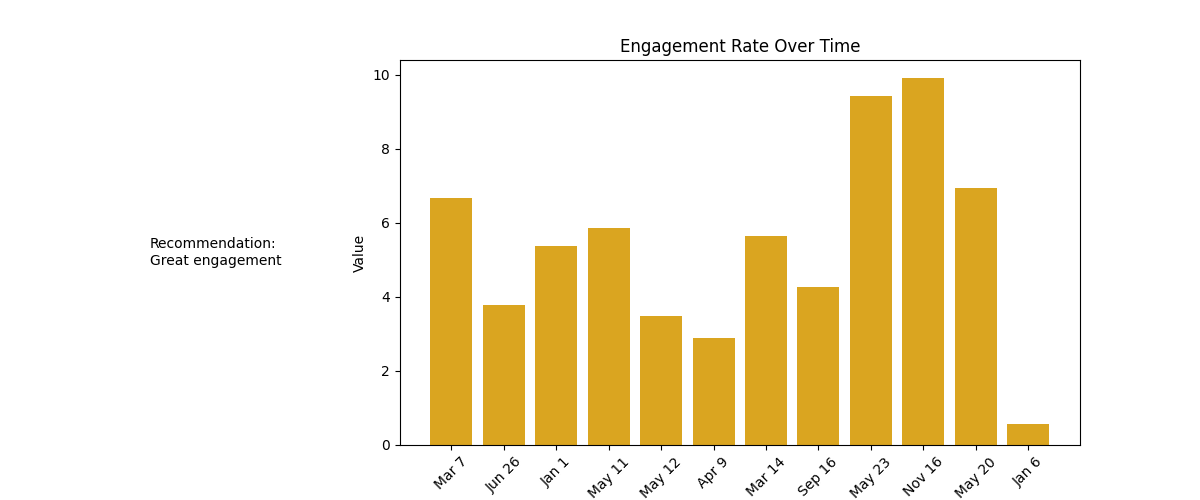 Engagement Rate Over Time
Recommendation:
Great engagement
Value
10
8
6
4
2
0
Mar 7
Jun 26
Jan 1
May 11
May 12
Apr 9
Mar 14
Sep 16
May 23
Nov 16
May 20
Jan 6